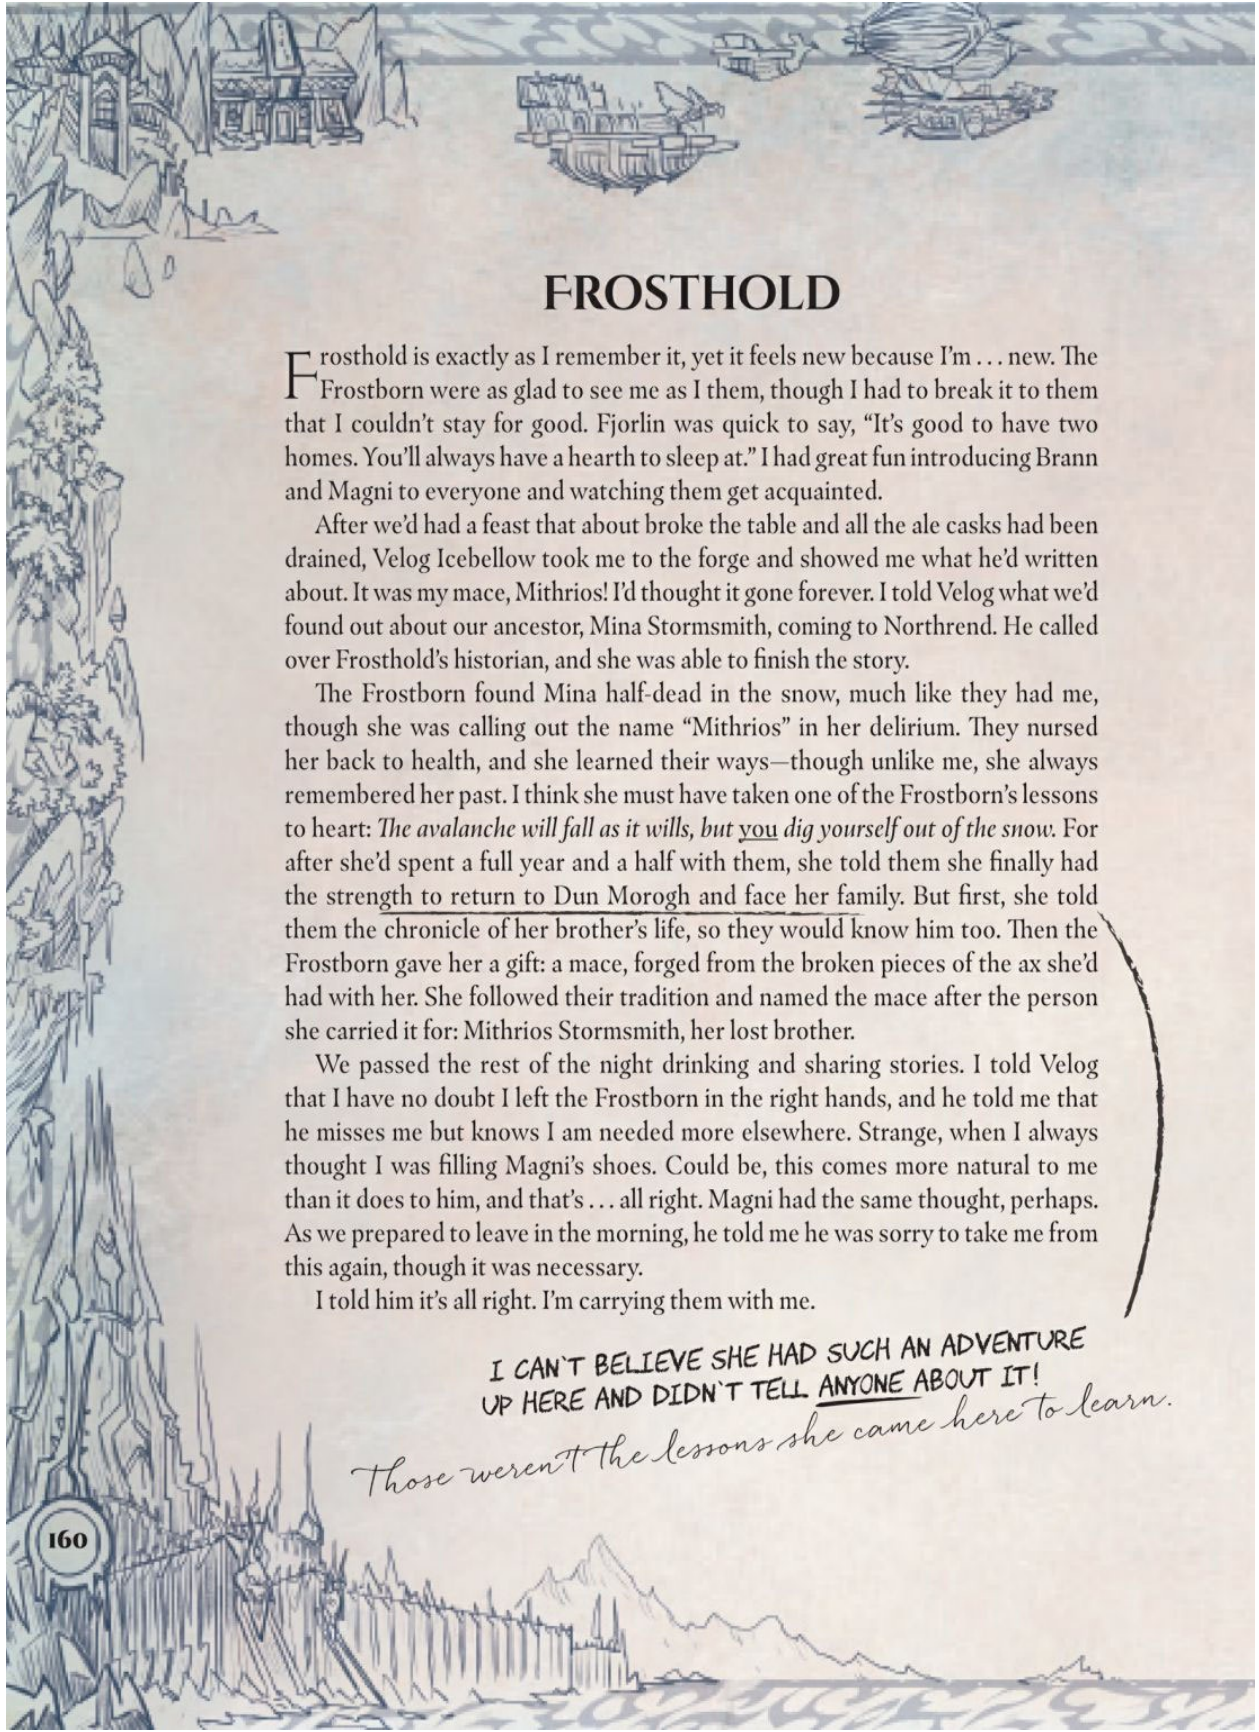 FROSTHOLD
Frosthold is exactly as I remember it, yet it feels new because I’m . . . new. The
Frostborn were as glad to see me as I them, though I had to break it to them
that I couldn’t stay for good. Fjorlin was quick to say, “It’s good to have two
homes. You’ll always have a hearth to sleep at.” I had great fun introducing Brann
and Magni to everyone and watching them get acquainted.
After we’d had a feast that about broke the table and all the ale casks had been
drained, Velog Icebellow took me to the forge and showed me what he’d written
about. It was my mace, Mithrios! I’d thought it gone forever. I told Velog what we’d
found out about our ancestor, Mina Stormsmith, coming to Northrend. He called
over Frosthold’s historian, and she was able to finish the story.
The Frostborn found Mina half-dead in the snow, much like they had me,
though she was calling out the name “Mithrios” in her delirium. They nursed
her back to health, and she learned their ways—though unlike me, she always
remembered her past. I think she must have taken one of the Frostborn’s lessons
to heart: The avalanche will fall as it wills, but you dig yourself out of the snow. For
after she’d spent a full year and a half with them, she told them she finally had
the strength to return to Dun Morogh and face her family. But first, she told
them the chronicle of her brother’s life, so they would know him too. Then the
Frostborn gave her a gift: a mace, forged from the broken pieces of the ax she’d
had with her. She followed their tradition and named the mace after the person
she carried it for: Mithrios Stormsmith, her lost brother.
We passed the rest of the night drinking and sharing stories. I told Velog
that I have no doubt I left the Frostborn in the right hands, and he told me that
he misses me but knows I am needed more elsewhere. Strange, when I always
thought I was filling Magni’s shoes. Could be, this comes more natural to me
than it does to him, and that’s . . . all right. Magni had the same thought, perhaps.
As we prepared to leave in the morning, he told me he was sorry to take me from
this again, though it was necessary.
I told him it’s all right. I’m carrying them with me.
I CAN'T BELIEVE SHE HAD SUCH AN ADVENTURE
UP HERE AND DIDN'T TELL ANYONE ABOUT IT!
Those weren't the lessons she came here to learn.
160